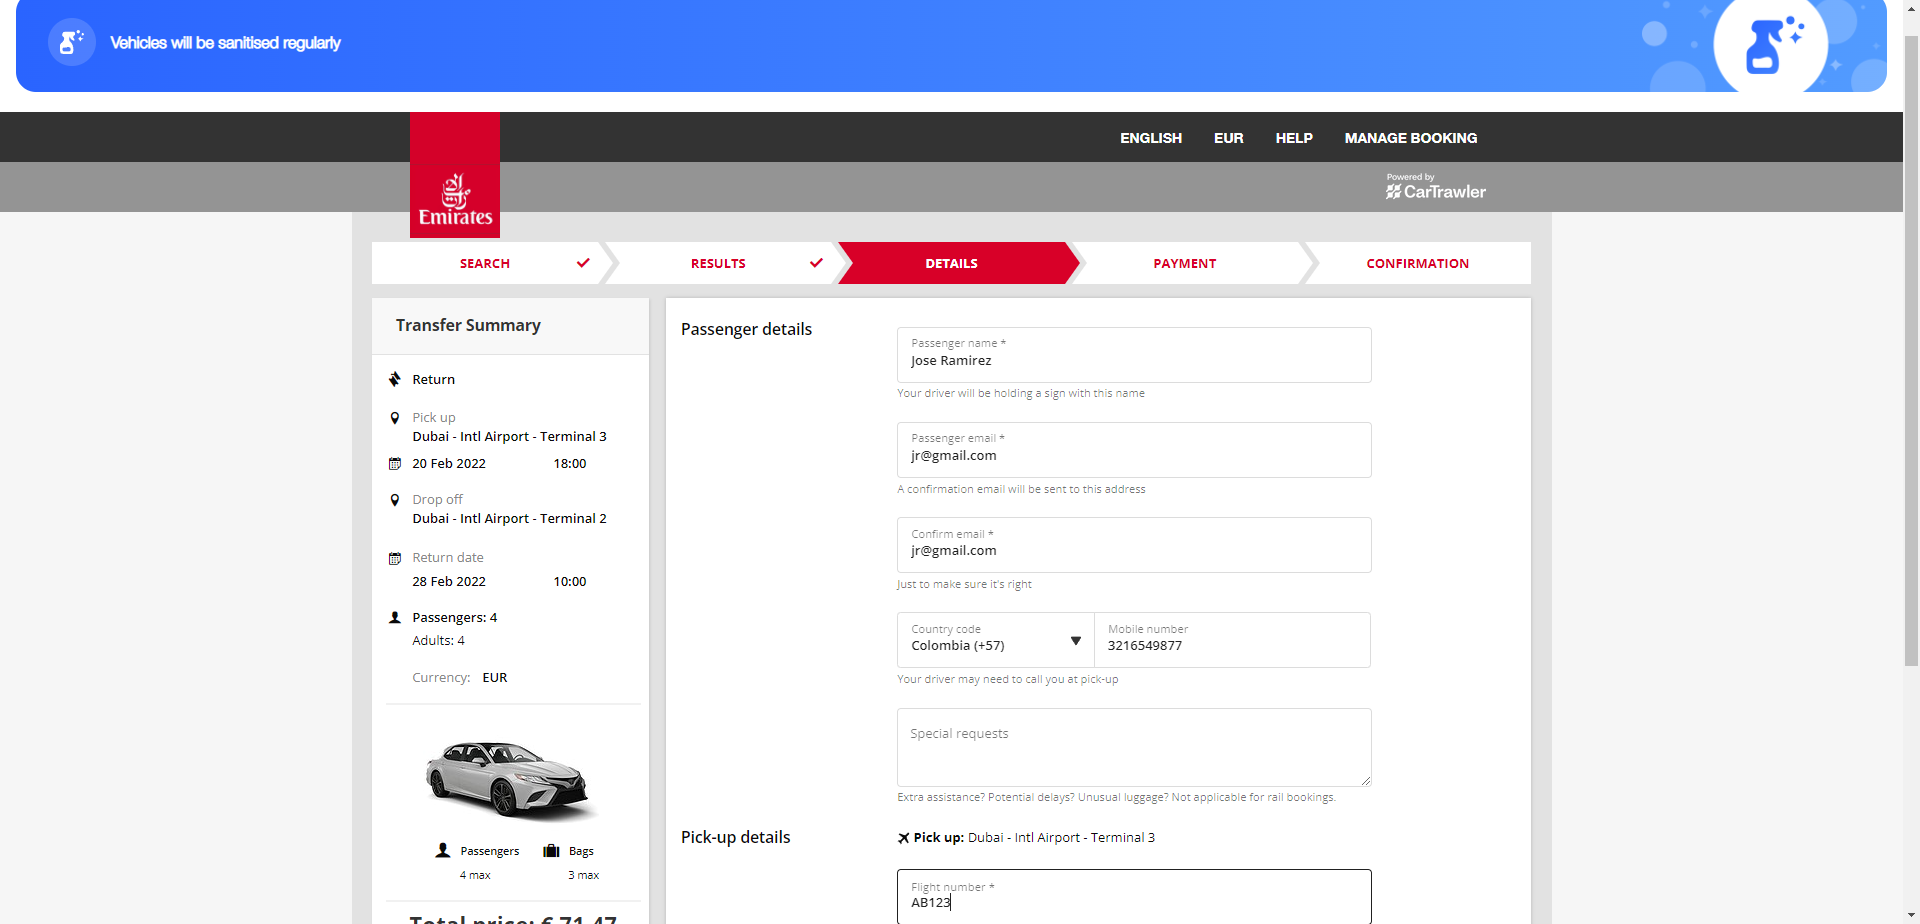 Vehicles will be sanitised regularly
ENGLISH EUR HELP MANAGE BOOKING
Powered by
CarTrawler
Emirates
SEARCH RESULTS DETAILS PAYMENT CONFIRMATION
Transfer Summary
Return
Pick up
Dubai - Intl Airport - Terminal 3
20 Feb 2022 18:00
Drop off
Dubai - Intl Airport - Terminal 2
Return date
28 Feb 2022 10:00
Passengers: 4
Adults: 4
Currency: EUR
Passengers Bags
4 max 3 max
Total price: € 71.47
Passenger details
Passenger name *
Jose Ramirez
Your driver will be holding a sign with this name
Passenger email *
jr@gmail.com
A confirmation email will be sent to this address
Confirm email *
jr@gmail.com
Just to make sure it's right
Country code Mobile number
Colombia (+57) 3216549877
Your driver may need to call you at pick-up
Special requests
Extra assistance? Potential delays? Unusual luggage? Not applicable for rail bookings.
Pick-up details
Pick up: Dubai - Intl Airport - Terminal 3
Flight number *
AB123